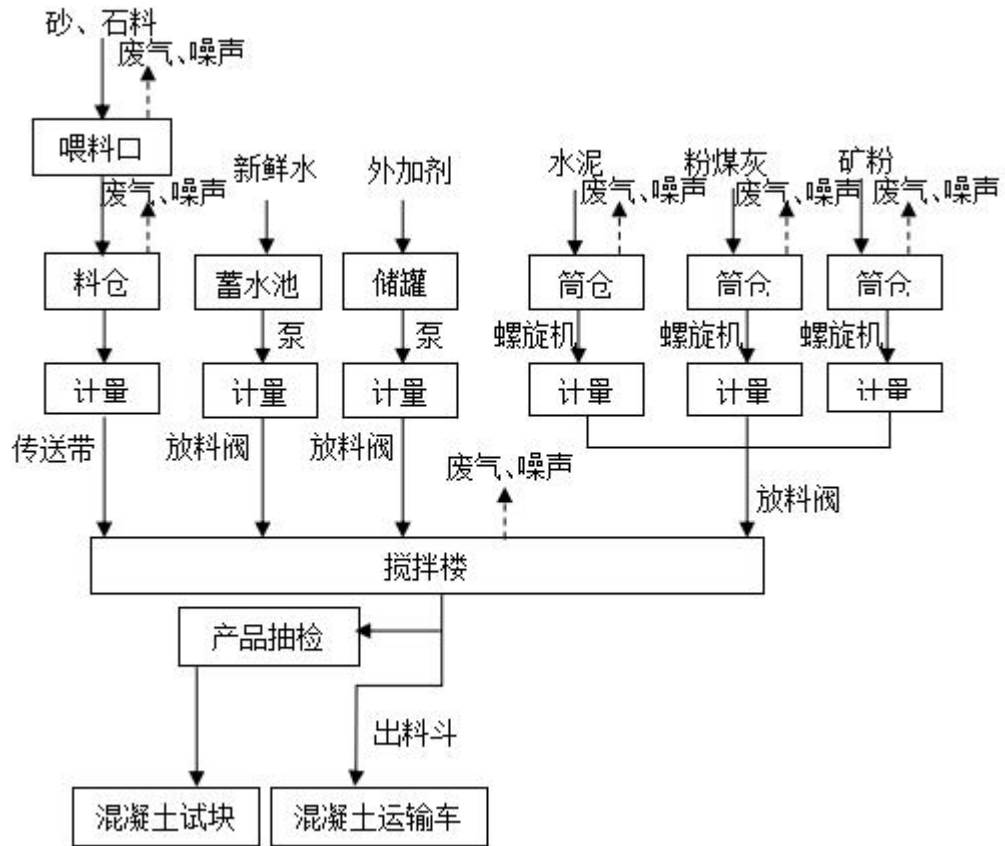 砂、石料
废气、噪声
喂料口
新鲜水
外加剂
水泥
粉煤灰
矿粉
废气、噪声
废气、噪声
废气、噪声
废气、噪声
料仓
蓄水池
储罐
筒仓
筒仓
筒仓
泵
泵
螺旋机
螺旋机
螺旋机
计量
计量
计量
计量
计量
计量
传送带
放料阀
放料阀
废气、噪声
放料阀
搅拌楼
产品抽检
出料斗
混凝土试块
混凝土运输车